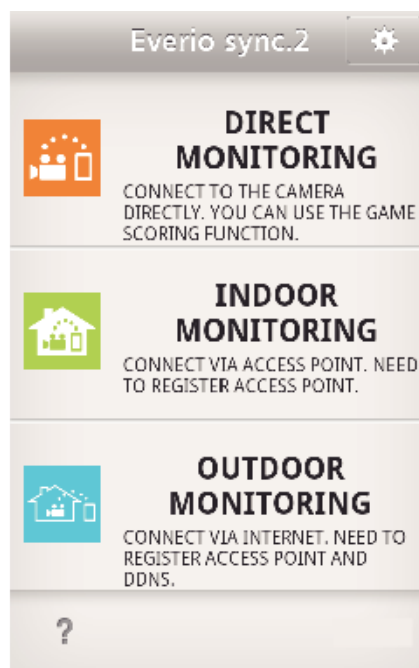 Everio sync.2
DIRECT
MONITORING
CONNECT TO THE CAMERA
DIRECTLY. YOU CAN USE THE GAME
SCORING FUNCTION.
INDOOR
MONITORING
CONNECT VIA ACCESS POINT. NEED
TO REGISTER ACCESS POINT.
OUTDOOR
MONITORING
CONNECT VIA INTERNET. NEED TO
REGISTER ACCESS POINT AND
DDNS.
?